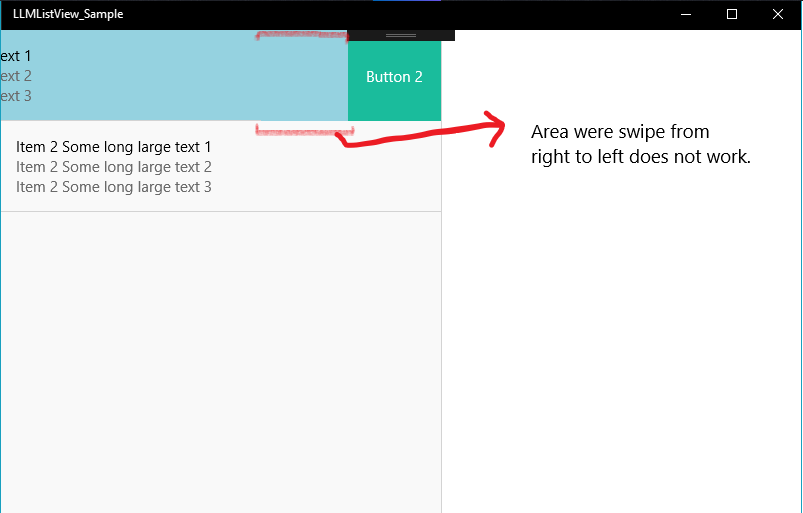 LLMListView_Sample
ext 1
ext 2
ext 3
Button 2
Item 2 Some long large text 1
Item 2 Some long large text 2
Item 2 Some long large text 3
Area were swipe from
right to left does not work.